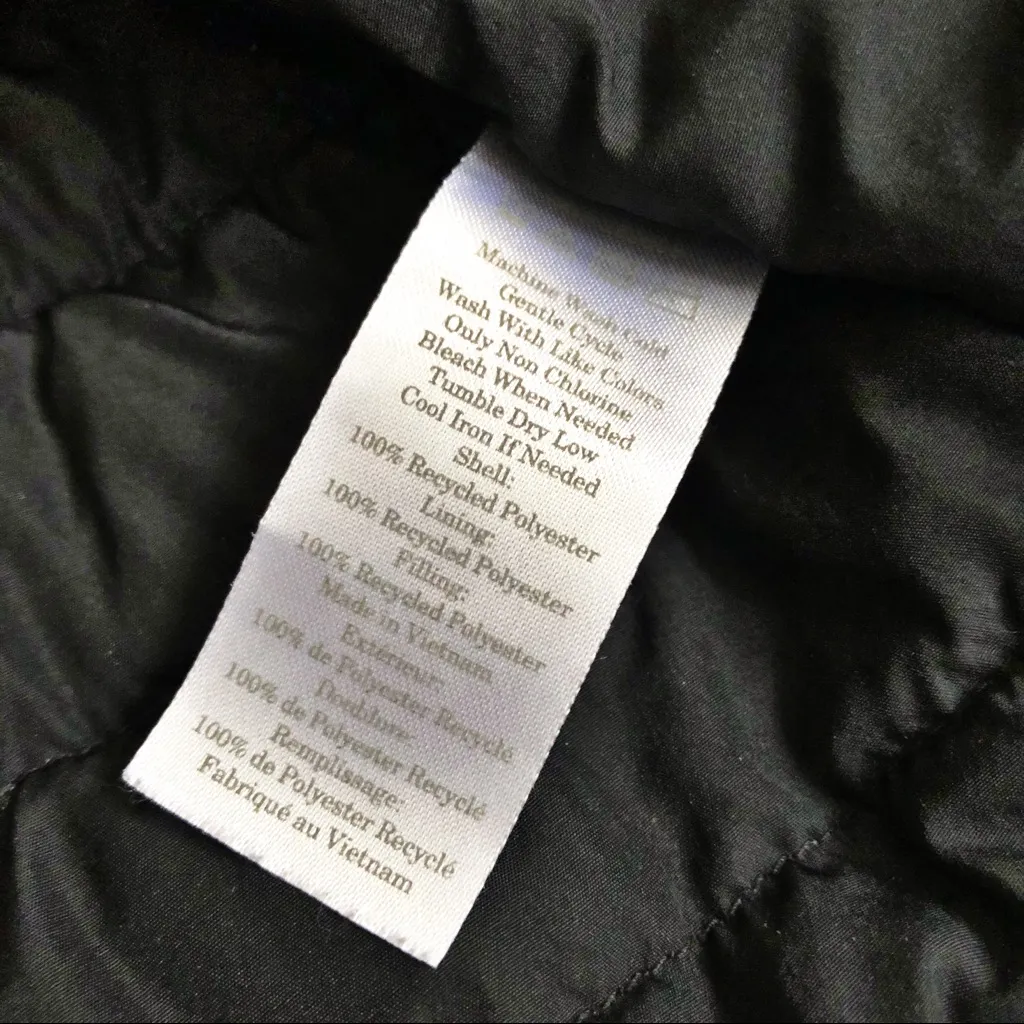 Machine Wash Cold
Gentle Cycle
Wash With Like Colors
Only Non Chlorine
Bleach When Needed
Tumble Dry Low
Cool Iron If Needed
Shell:
100% Recycled Polyester
Lining:
100% Recycled Polyester
Filling:
100% Recycled Polyester
Made in Vietnam
Extérieur:
100% de Polyester Recyclé
Doublure:
100% de Polyester Recyclé
Remplissage:
100% de Polyester Recyclé
Fabriqué au Vietnam